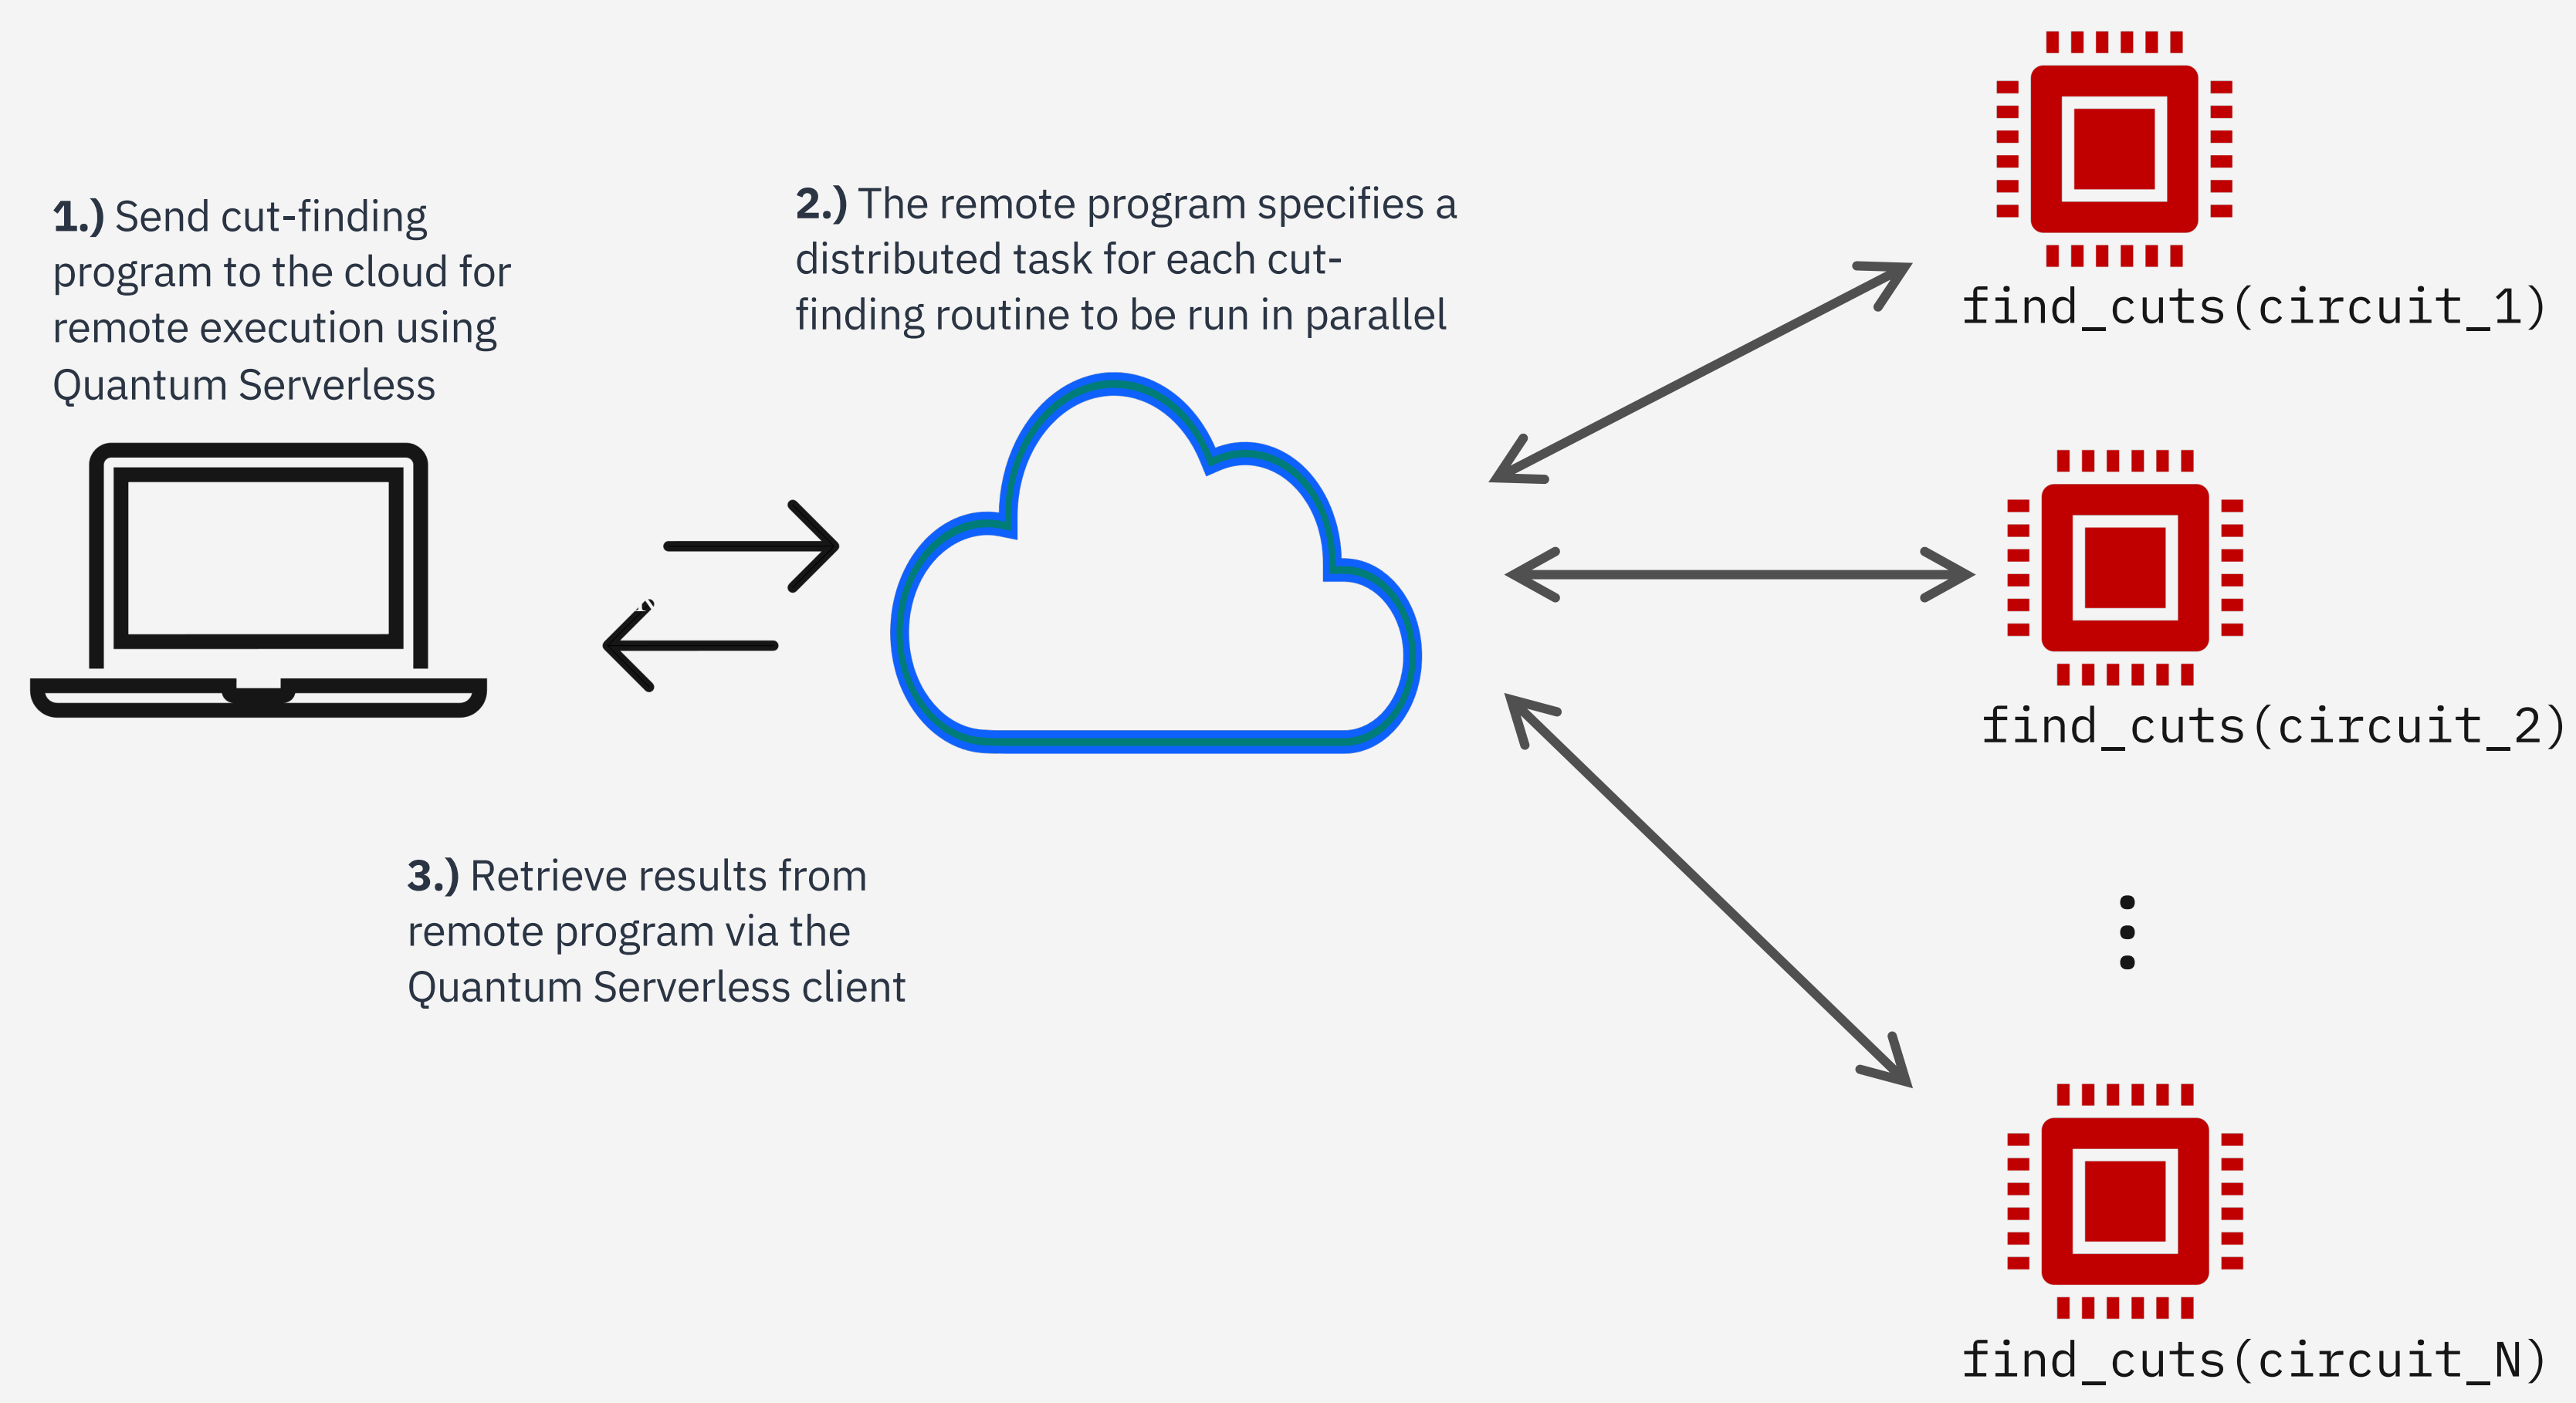 1.) Send cut-finding
program to the cloud for
remote execution using
Quantum Serverless
2.) The remote program specifies a
distributed task for each cut-
finding routine to be run in parallel
3.) Retrieve results from
remote program via the
Quantum Serverless client
find_cuts(circuit_1)
find_cuts(circuit_2)
find_cuts(circuit_N)